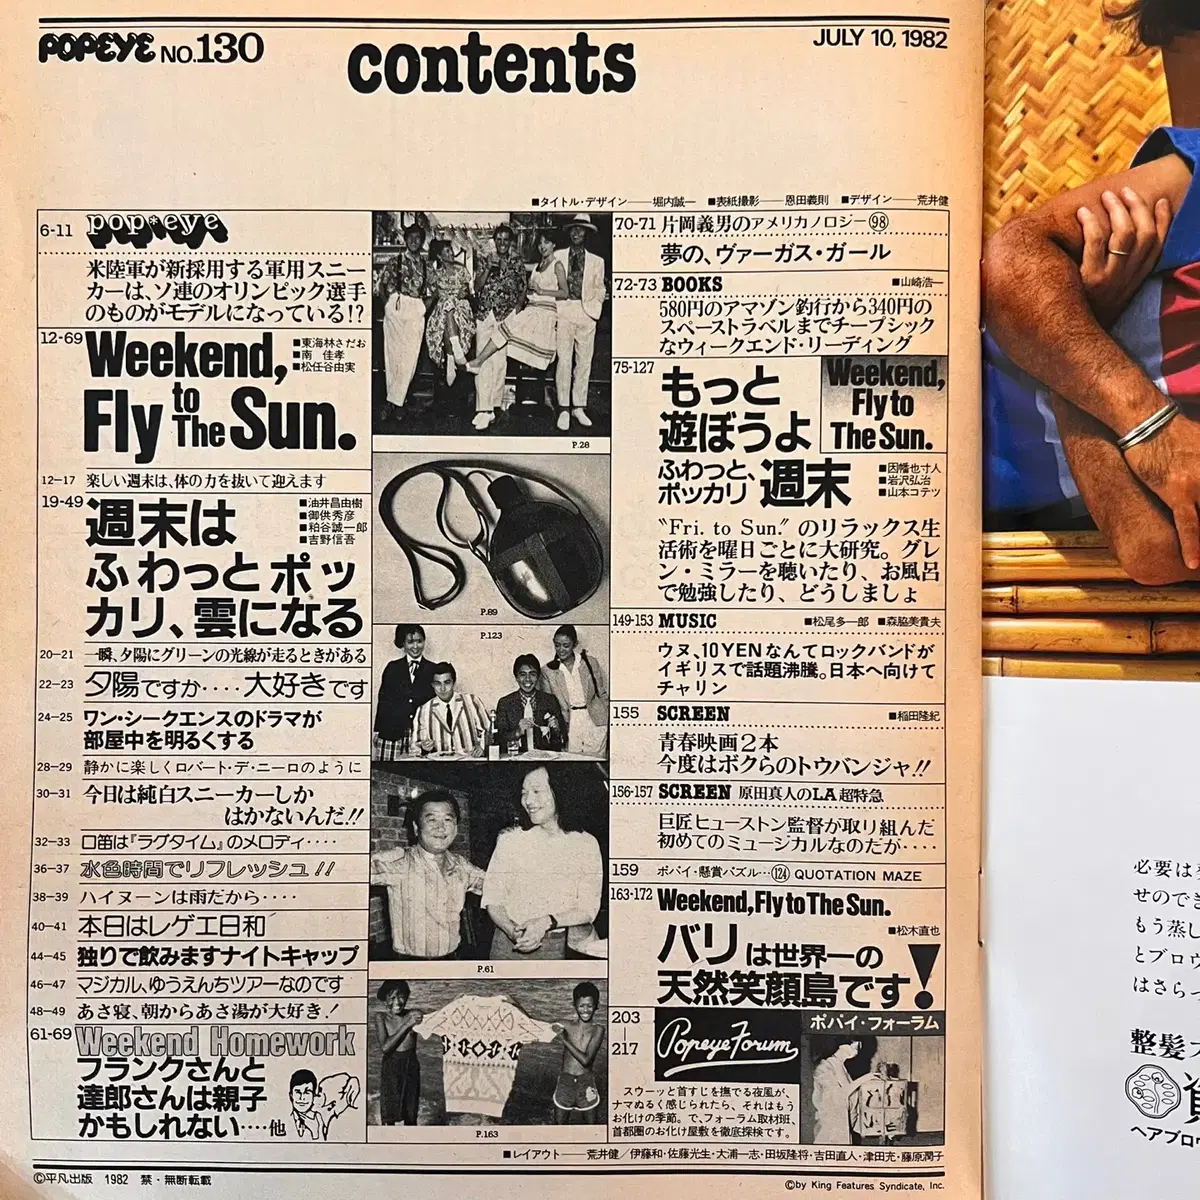 POPEYE NO.130
contents
JULY 10, 1982
■タイトル・デザイン——堀内誠一 ■表紙撮影——恩田義則 ■デザイン——荒井健
6-11 pop*eye
米陸軍が新採用する軍用スニー
カーは、ソ連のオリンピック選手
のものがモデルになっている!?
12-69
Weekend,
Fly to The Sun.
■東海林さだお
■南 佳孝
■松任谷由実
12-17 楽しい週末は、体の力を抜いて迎えます
19-49
週末は
ふわっとポッ
カリ、雲になる
■油井昌由樹
■御供秀彦
■粕谷誠一郎
■吉野信吾
20-21 一瞬、夕陽にグリーンの光線が走るときがある
22-23 夕陽ですか‥‥大好きです
24-25 ワン・シークエンスのドラマが
部屋中を明るくする
28-29 静かに楽しくロバート・デ・ニーロのように
30-31 今日は純白スニーカーしか
はかないんだ!!
32-33 口笛は『ラグタイム』のメロディ‥‥
36-37 水色時間でリフレッシュ!!
38-39 ハイヌーンは雨だから‥‥
40-41 本日はレゲエ日和
44-45 独りで飲みますナイトキャップ
46-47 マジカル、ゆうえんちツアーなのです
48-49 あさ寝、朝からあさ湯が大好き!
61-69 Weekend Homework
フランクさんと
達郎さんは親子
かもしれない‥‥他
P.28
P.89
P.123
P.61
P.163
70-71 片岡義男のアメリカノロジー98
夢の、ヴァーガス・ガール
72-73 BOOKS ■山崎浩一
580円のアマゾン釣行から340円の
スペーストラベルまでチープシック
なウィークエンド・リーディング
75-127
もっと
遊ぼうよ
ふわっと、
ポッカリ 週末
Weekend,
Fly to
The Sun.
■因幡也寸人
■岩沢弘治
■山本コテツ
"Fri. to Sun." のリラックス生
活術を曜日ごとに大研究。グレ
ン・ミラーを聴いたり、お風呂
で勉強したり、どうしましょ
149-153 MUSIC ■松尾多一郎 ■森脇美貴夫
ウヌ、10YENなんてロックバンドが
イギリスで話題沸騰。日本へ向けて
チャリン
155 SCREEN ■稲田隆紀
青春映画2本
今度はボクらのトウバンジャ!!
156-157 SCREEN 原田真人のLA超特急
巨匠ヒューストン監督が取り組んだ
初めてのミュージカルなのだが‥‥
159 ポパイ・懸賞パズル…124 QUOTATION MAZE
163-172 Weekend,Fly to The Sun.
■松木直也
バリは世界一の
天然笑顔島です!
203
|
217
Popeye Forum
ポパイ・フォーラム
スウーッと首すじを撫でる夜風が、
ナマぬるく感じられたら、それはもう
お化けの季節。で、フォーラム取材班、
首都圏のお化け屋敷を徹底探検です。
■レイアウト——荒井健/伊藤和・佐藤光生・大浦一志・田坂隆将・吉田直人・津田充・藤原潤子
©平凡出版 1982 禁・無断転載
©by King Features Syndicate, Inc.
必要は
せのでき
もう蒸し
とブロウ
はさらっ
整髪
ヘアブロウ